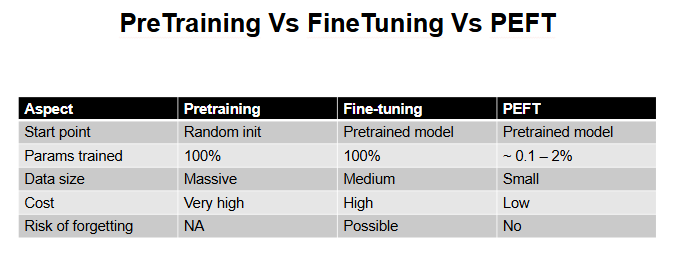 PreTraining Vs FineTuning Vs PEFT
Aspect Pretraining Fine-tuning PEFT
Start point Random init Pretrained model Pretrained model
Params trained 100% 100% ~ 0.1 – 2%
Data size Massive Medium Small
Cost Very high High Low
Risk of forgetting NA Possible No